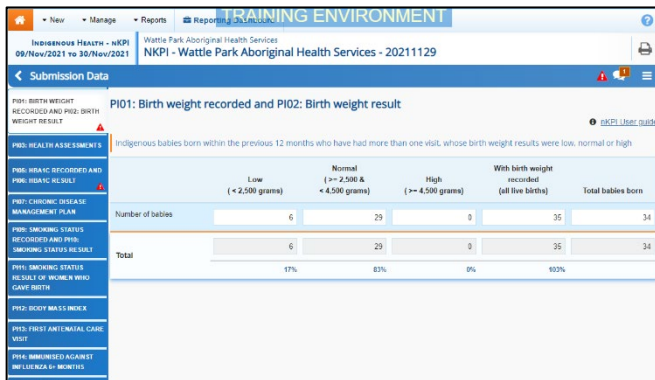 TRAINING ENVIRONMENT
New
Manage
Reports
Reporting Dashboard
INDIGENOUS HEALTH - NKPI
09/NOV/2021 TO 30/NOV/2021
Wattle Park Aboriginal Health Services
NKPI - Wattle Park Aboriginal Health Services - 20211129
Submission Data
1
PI01: BIRTH WEIGHT
RECORDED AND PI02: BIRTH
WEIGHT RESULT
PI03: HEALTH ASSESSMENTS
PI05: HBA1C RECORDED AND
PI06: HBA1C RESULT
PI07: CHRONIC DISEASE
MANAGEMENT PLAN
PI09: SMOKING STATUS
RECORDED AND PI10:
SMOKING STATUS RESULT
PI11: SMOKING STATUS
RESULT OF WOMEN WHO
GAVE BIRTH
PI12: BODY MASS INDEX
PI13: FIRST ANTENATAL CARE
VISIT
PI14: IMMUNISED AGAINST
INFLUENZA 6+ MONTHS
PI01: Birth weight recorded and PI02: Birth weight result
nKPI User guide
Indigenous babies born within the previous 12 months who have had more than one visit, whose birth weight results were low, normal or high
Low
( < 2,500 grams)
Normal
( >= 2,500 &
< 4,500 grams)
High
( >= 4,500 grams)
With birth weight
recorded
(all live births)
Total babies born
Number of babies 6 29 0 35 34
Total 6 29 0 35 34
17% 83% 0% 103%